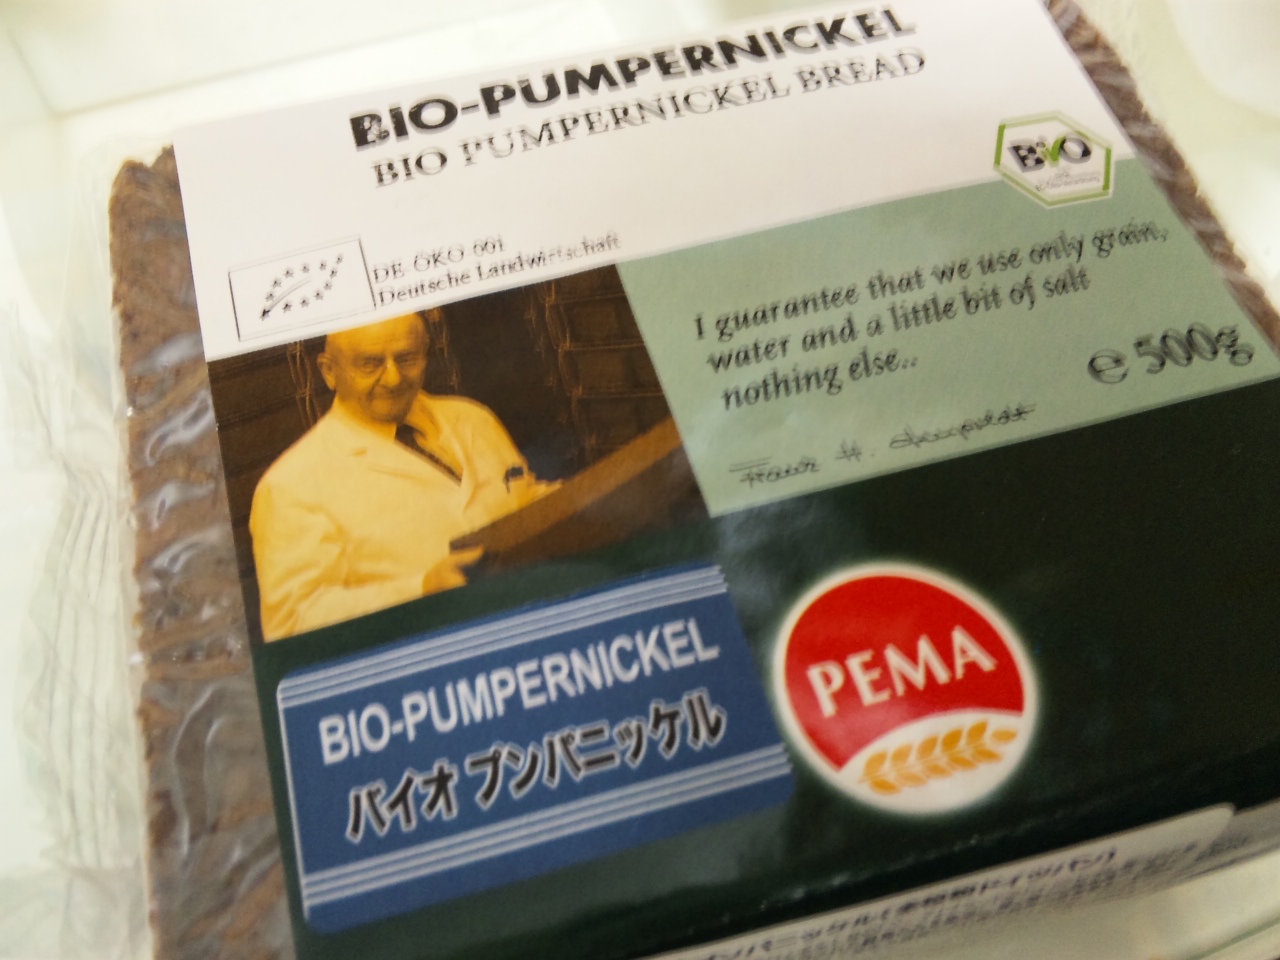 BIO-PUMPERNICKEL
BIO PUMPERNICKEL BREAD
BiO
DE-ÖKO-001
Deutsche Landwirtschaft
I guarantee that we use only grain,
water and a little bit of salt
nothing else..
e 500g
BIO-PUMPERNICKEL
バイオ プンパニッケル
PEMA